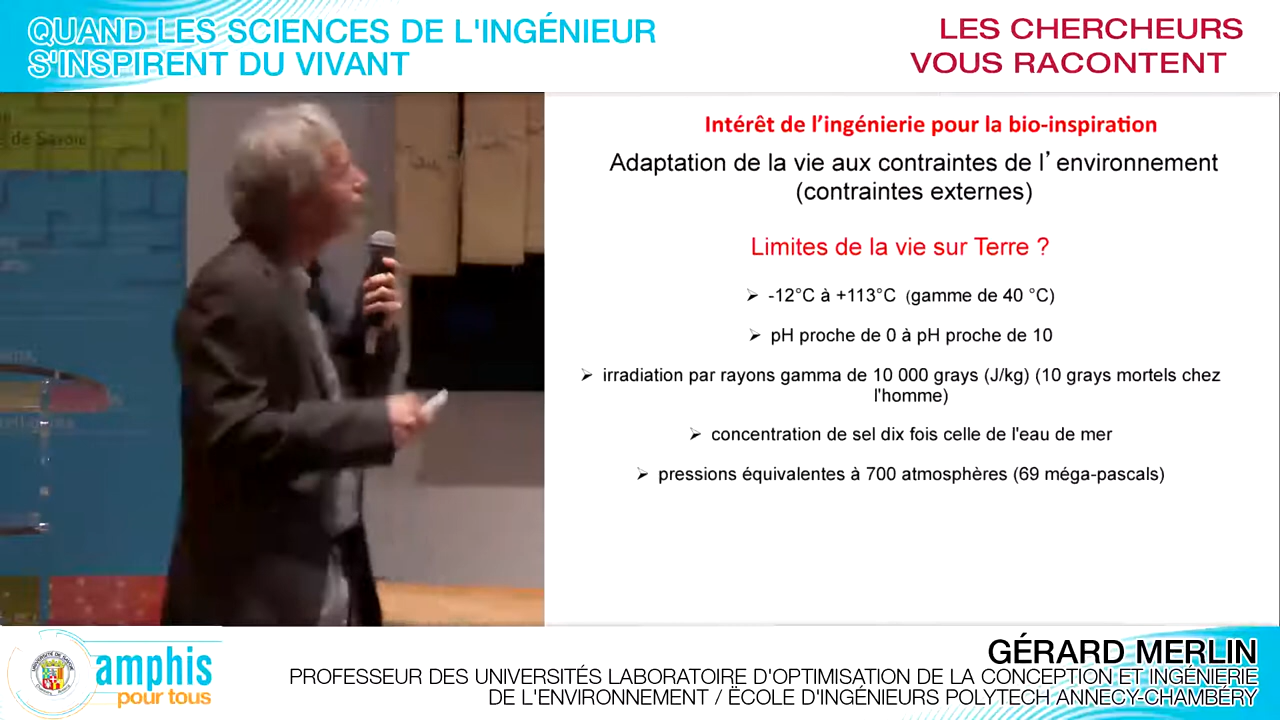 QUAND LES SCIENCES DE L'INGÉNIEUR
S'INSPIRENT DU VIVANT
LES CHERCHEURS
VOUS RACONTENT
de Savoie
Intérêt de l'ingénierie pour la bio-inspiration
Adaptation de la vie aux contraintes de l' environnement
(contraintes externes)
Limites de la vie sur Terre ?
➢ -12°C à +113°C (gamme de 40 °C)
➢ pH proche de 0 à pH proche de 10
➢ irradiation par rayons gamma de 10 000 grays (J/kg) (10 grays mortels chez
l'homme)
➢ concentration de sel dix fois celle de l'eau de mer
➢ pressions équivalentes à 700 atmosphères (69 méga-pascals)
amphis
pour tous
GÉRARD MERLIN
PROFESSEUR DES UNIVERSITÉS LABORATOIRE D'OPTIMISATION DE LA CONCEPTION ET INGÉNIERIE
DE L'ENVIRONNEMENT / ËCOLE D'INGÉNIEURS POLYTECH ANNECY-CHAMBÉRY